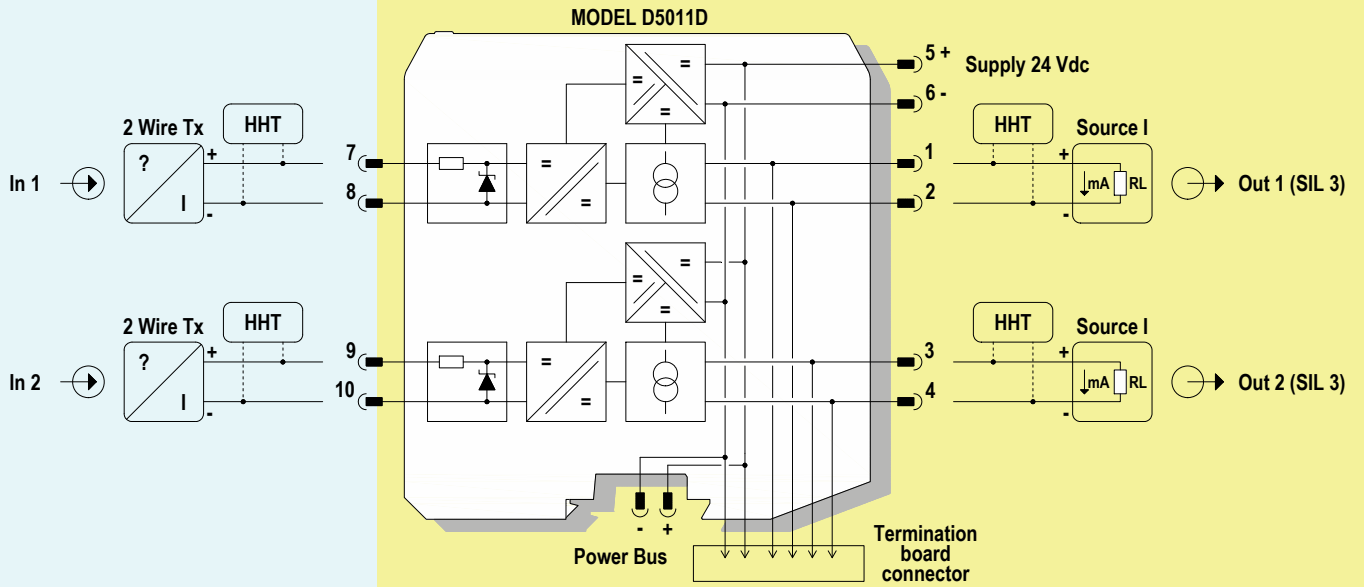 MODEL D5011D
5 +
Supply 24 Vdc
6 -
2 Wire Tx
HHT
HHT
Source I
In 1
?
I
+
-
7
8
=
=
=
=
=
1
2
+
-
mA
RL
Out 1 (SIL 3)
2 Wire Tx
HHT
HHT
Source I
In 2
?
I
+
-
9
10
=
=
=
=
=
3
4
+
-
mA
RL
Out 2 (SIL 3)
- +
Power Bus
Termination
board
connector